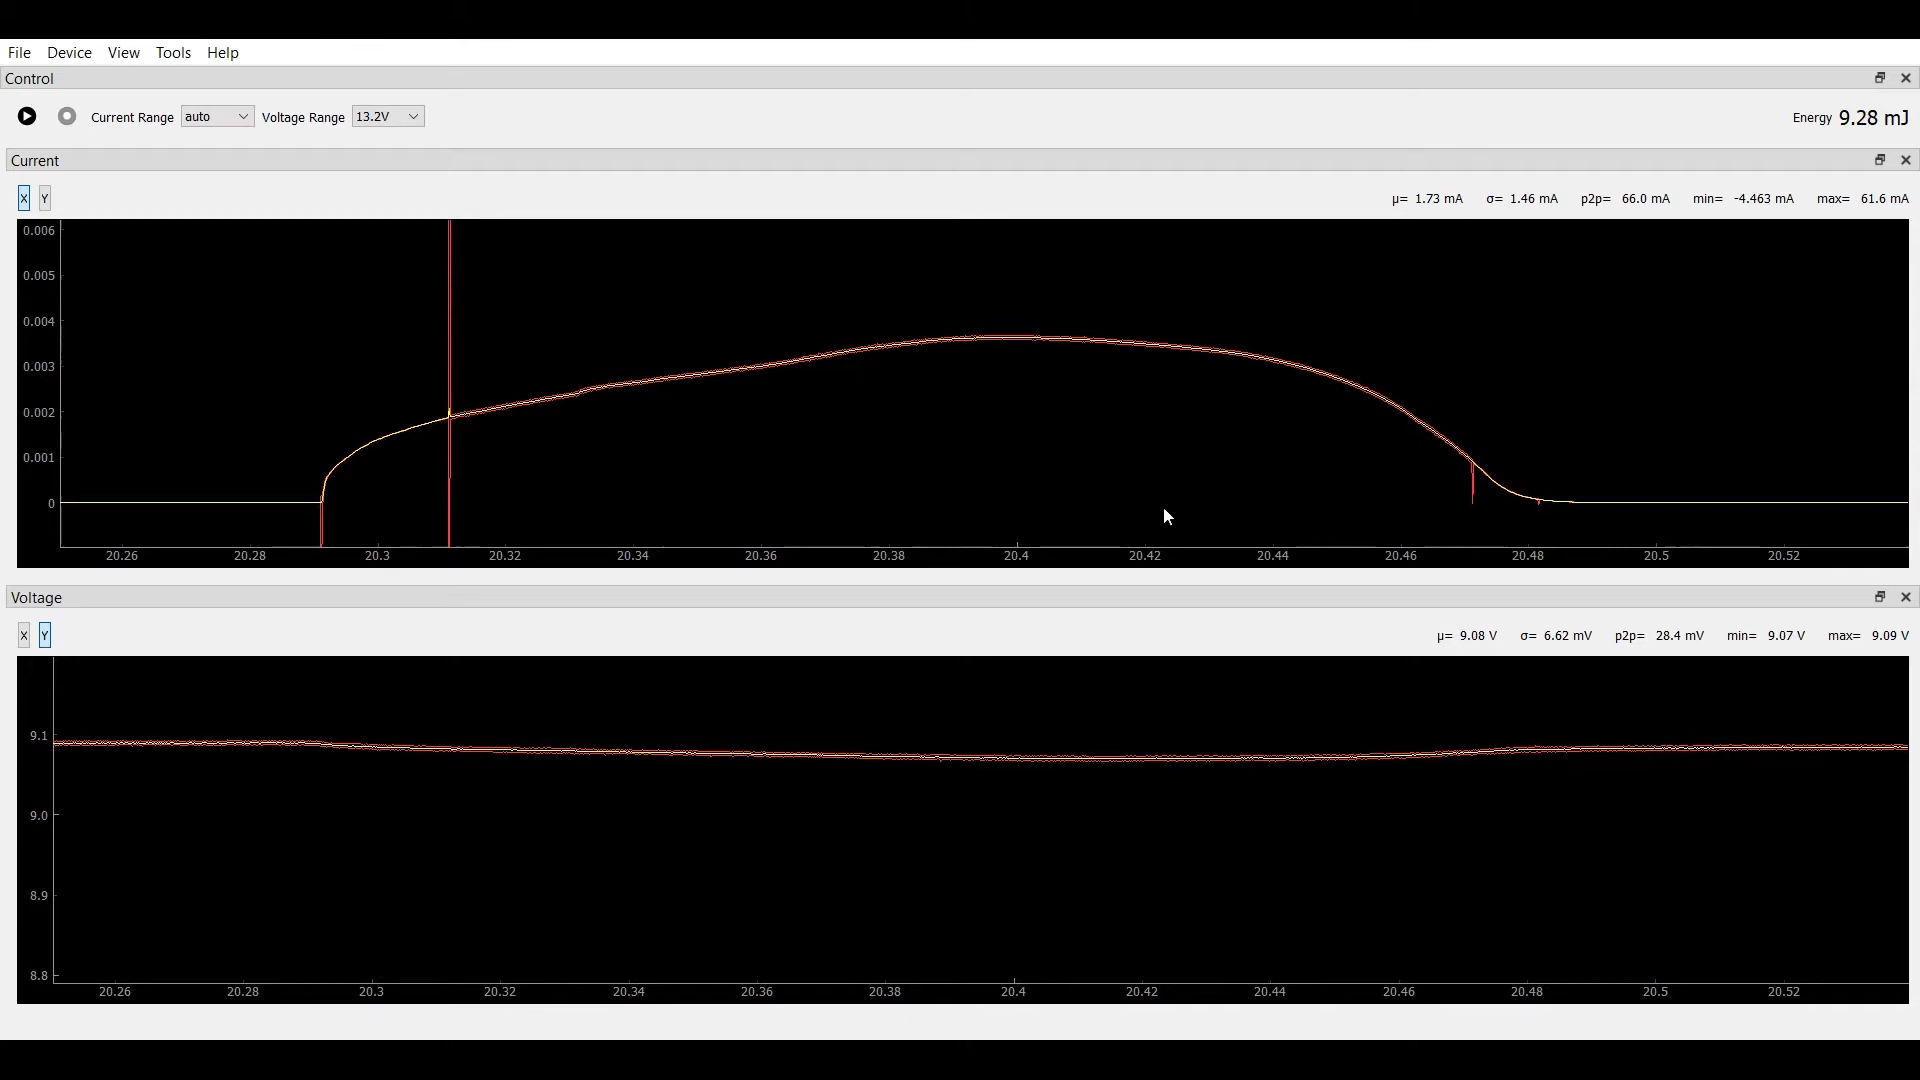 File Device View Tools Help
Control
Current Range auto Voltage Range 13.2V Energy 9.28 mJ
Current
X Y μ= 1.73 mA σ= 1.46 mA p2p= 66.0 mA min= -4.463 mA max= 61.6 mA
0.006
0.005
0.004
0.003
0.002
0.001
0
20.26 20.28 20.3 20.32 20.34 20.36 20.38 20.4 20.42 20.44 20.46 20.48 20.5 20.52
Voltage
X Y μ= 9.08 V σ= 6.62 mV p2p= 28.4 mV min= 9.07 V max= 9.09 V
9.1
9.0
8.9
8.8
20.26 20.28 20.3 20.32 20.34 20.36 20.38 20.4 20.42 20.44 20.46 20.48 20.5 20.52